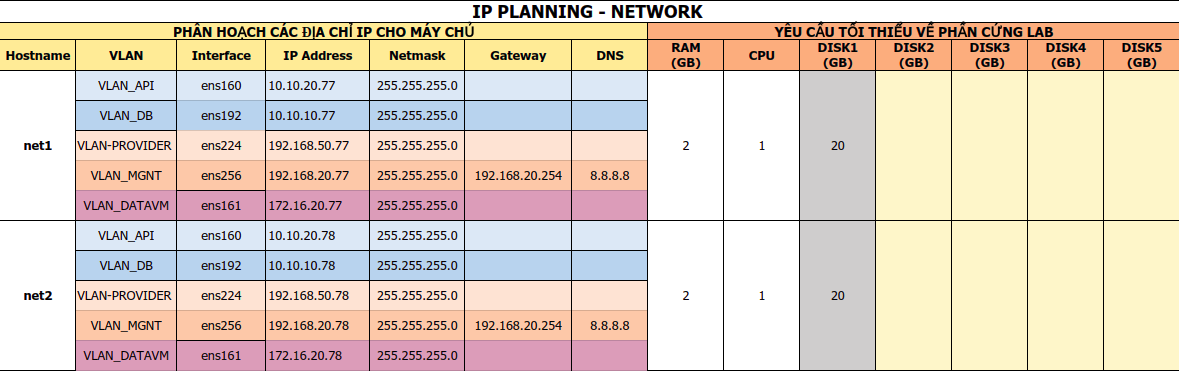 IP PLANNING - NETWORK
PHÂN HOẠCH CÁC ĐỊA CHỈ IP CHO MÁY CHỦ YÊU CẦU TỐI THIỂU VỀ PHẦN CỨNG LAB
Hostname VLAN Interface IP Address Netmask Gateway DNS RAM (GB) CPU DISK1 (GB) DISK2 (GB) DISK3 (GB) DISK4 (GB) DISK5 (GB)
VLAN_API ens160 10.10.20.77 255.255.255.0
VLAN_DB ens192 10.10.10.77 255.255.255.0
net1 VLAN-PROVIDER ens224 192.168.50.77 255.255.255.0 2 1 20
VLAN_MGNT ens256 192.168.20.77 255.255.255.0 192.168.20.254 8.8.8.8
VLAN_DATAVM ens161 172.16.20.77 255.255.255.0
VLAN_API ens160 10.10.20.78 255.255.255.0
VLAN_DB ens192 10.10.10.78 255.255.255.0
net2 VLAN-PROVIDER ens224 192.168.50.78 255.255.255.0 2 1 20
VLAN_MGNT ens256 192.168.20.78 255.255.255.0 192.168.20.254 8.8.8.8
VLAN_DATAVM ens161 172.16.20.78 255.255.255.0